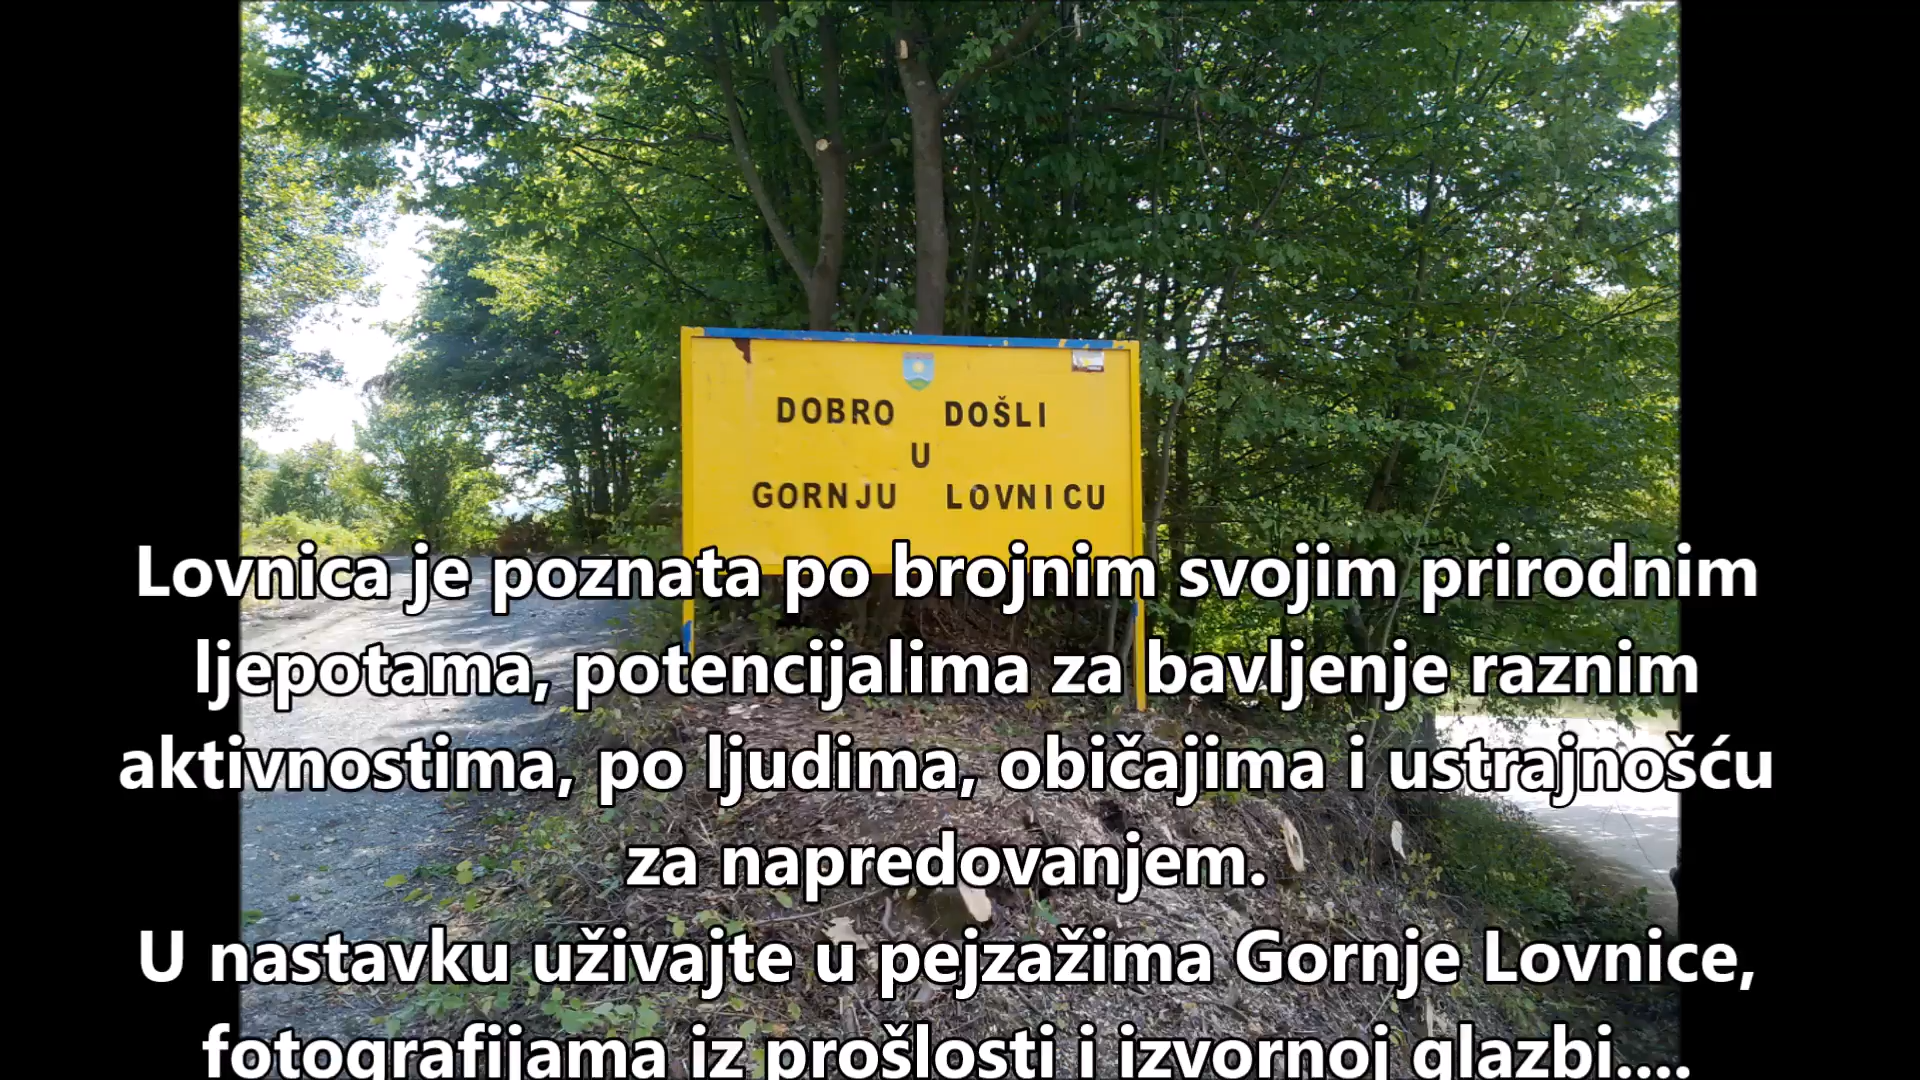 DOBRO DOŠLI
U
GORNJU LOVNICU
Lovnica je poznata po brojnim svojim prirodnim
ljepotama, potencijalima za bavljenje raznim
aktivnostima, po ljudima, običajima i ustrajnošću
za napredovanjem.
U nastavku uživajte u pejzažima Gornje Lovnice,
fotografijama iz prošlosti i izvornoj glazbi....